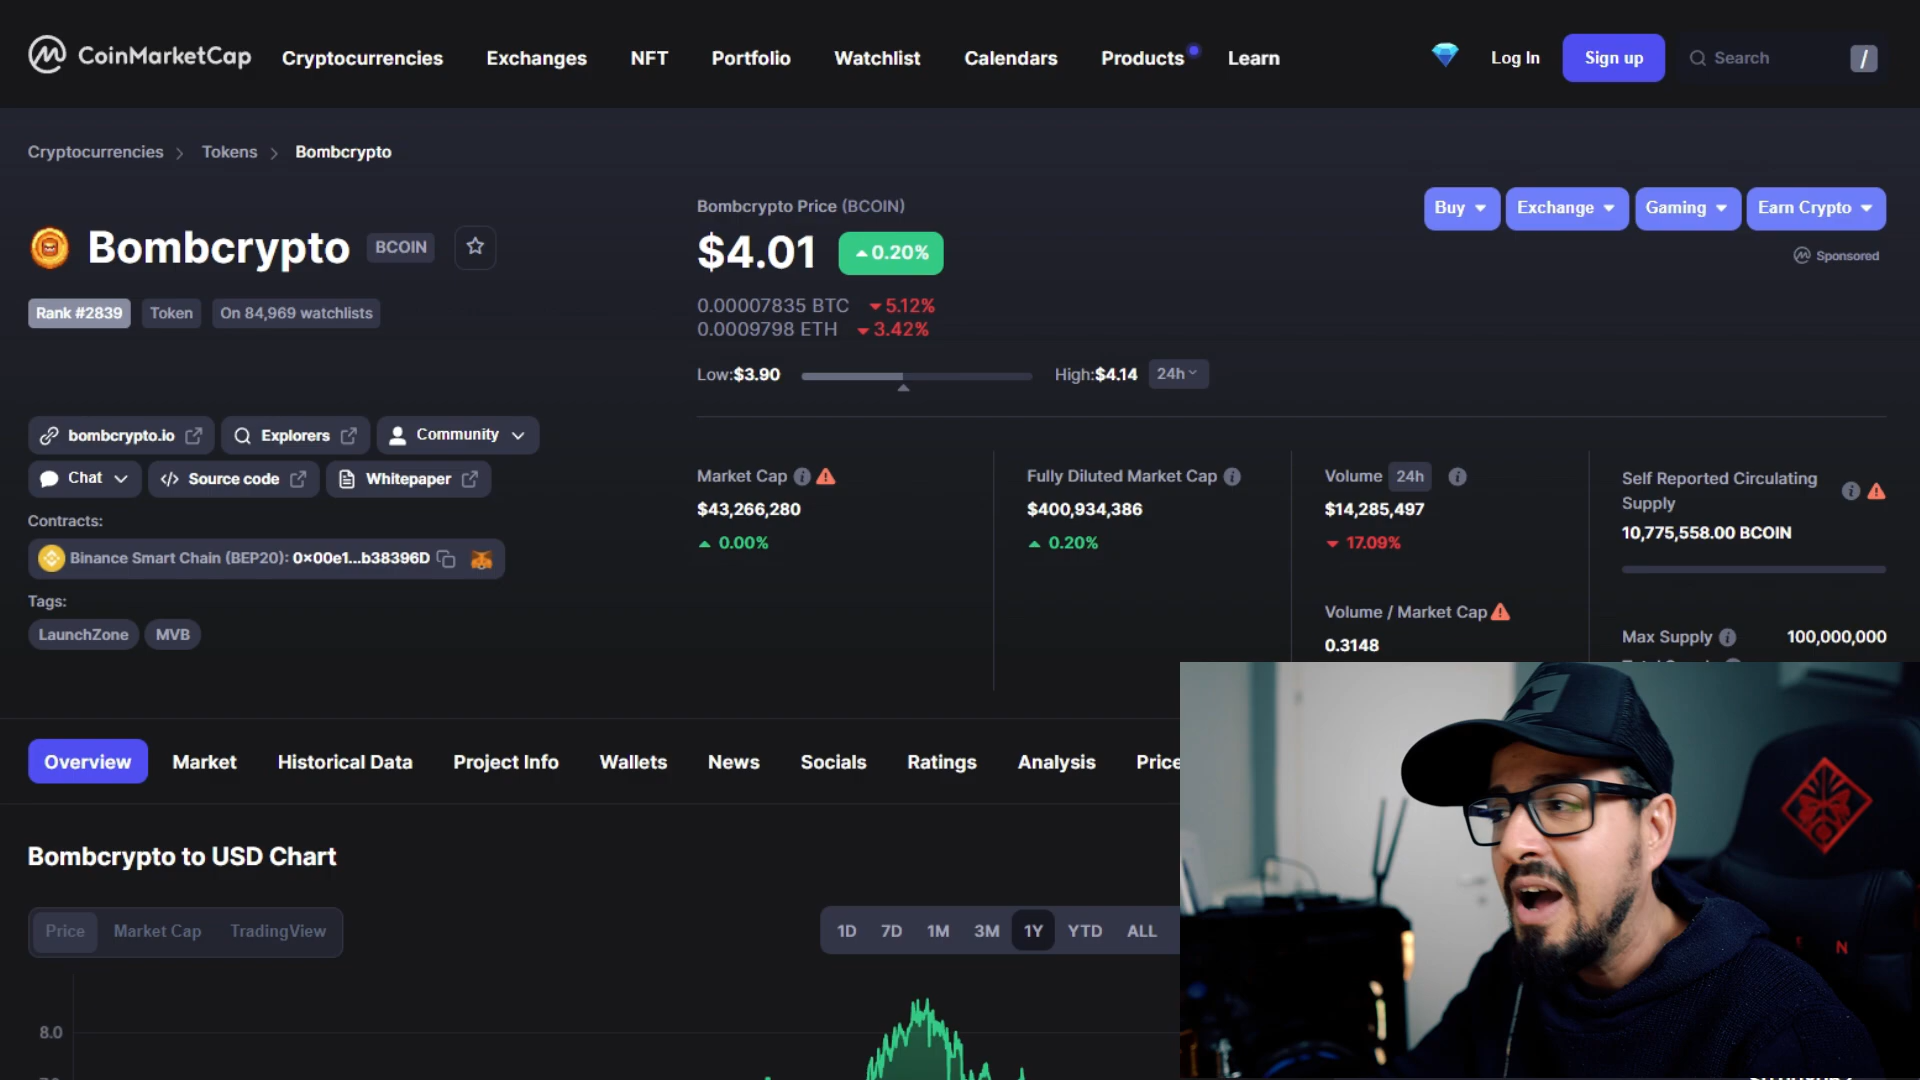 CoinMarketCap Cryptocurrencies Exchanges NFT Portfolio Watchlist Calendars Products Learn Log In Sign up Search /
Cryptocurrencies Tokens Bombcrypto
Bombcrypto BCOIN
Rank #2839 Token On 84,969 watchlists
Bombcrypto Price (BCOIN)
$4.01 0.20%
0.00007835 BTC 5.12%
0.0009798 ETH 3.42%
Low:$3.90 High:$4.14 24h
Buy Exchange Gaming Earn Crypto
Sponsored
bombcrypto.io Explorers Community
Chat Source code Whitepaper
Contracts:
Binance Smart Chain (BEP20): 0x00e1...b38396D
Tags:
LaunchZone MVB
Market Cap
$43,266,280
0.00%
Fully Diluted Market Cap
$400,934,386
0.20%
Volume 24h
$14,285,497
17.09%
Volume / Market Cap
0.3148
Self Reported Circulating
Supply
10,775,558.00 BCOIN
Max Supply 100,000,000
Overview Market Historical Data Project Info Wallets News Socials Ratings Analysis Price
Bombcrypto to USD Chart
Price Market Cap TradingView
1D 7D 1M 3M 1Y YTD ALL
8.0
N